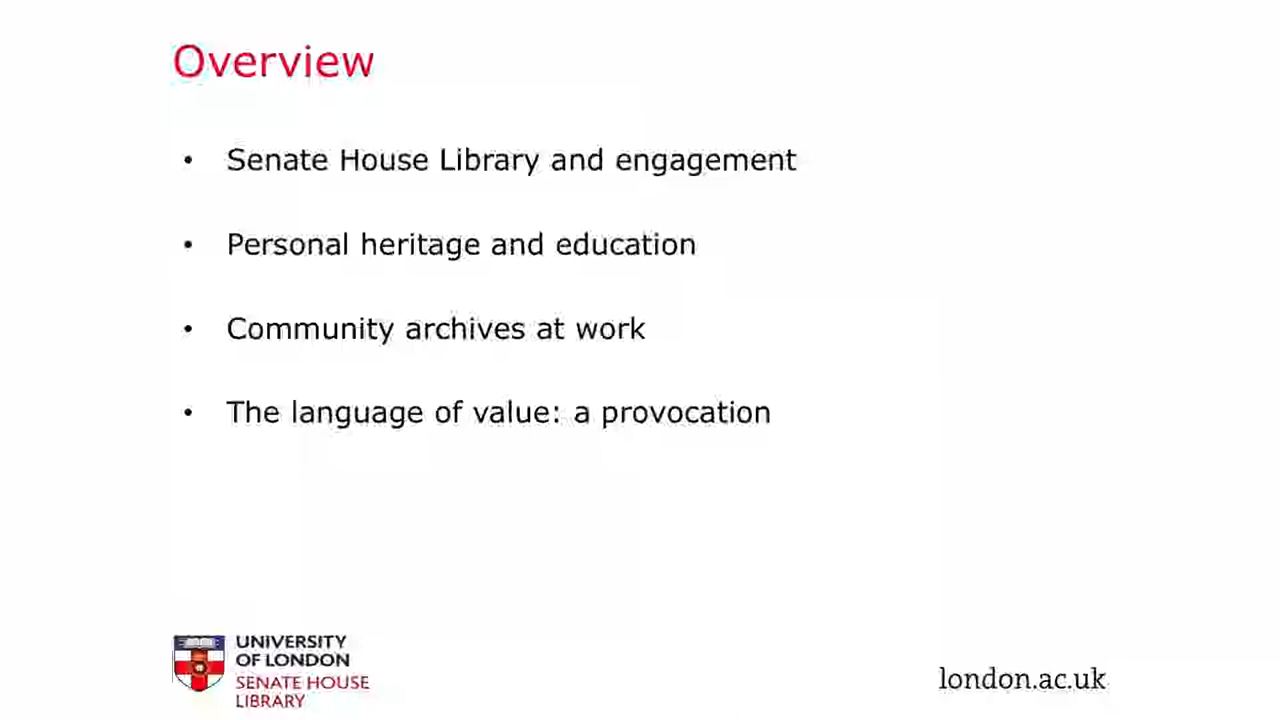 Overview
• Senate House Library and engagement
• Personal heritage and education
• Community archives at work
• The language of value: a provocation
UNIVERSITY
OF LONDON
SENATE HOUSE
LIBRARY
london.ac.uk